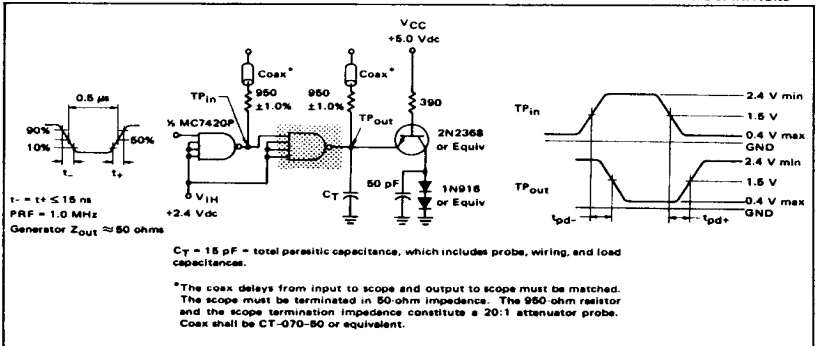 VCC
+5.0 Vdc
Coax*
Coax*
0.5 µs
90%
10%
50%
t-
t+
TPin
950
±1.0%
950
±1.0%
TPout
390
½ MC7420P
2N2368
or Equiv
CT
50 pF
1N916
or Equiv
VIH
+2.4 Vdc
t- = t+ ≤ 15 ns
PRF = 1.0 MHz
Generator Zout ≈ 50 ohms
TPin
2.4 V min
1.5 V
0.4 V max
GND
TPout
2.4 V min
1.5 V
0.4 V max
GND
tpd-
tpd+
CT = 15 pF = total parasitic capacitance, which includes probe, wiring, and load
capacitances.
*The coax delays from input to scope and output to scope must be matched.
The scope must be terminated in 50-ohm impedance. The 950-ohm resistor
and the scope termination impedance constitute a 20:1 attenuator probe.
Coax shall be CT-070-50 or equivalent.